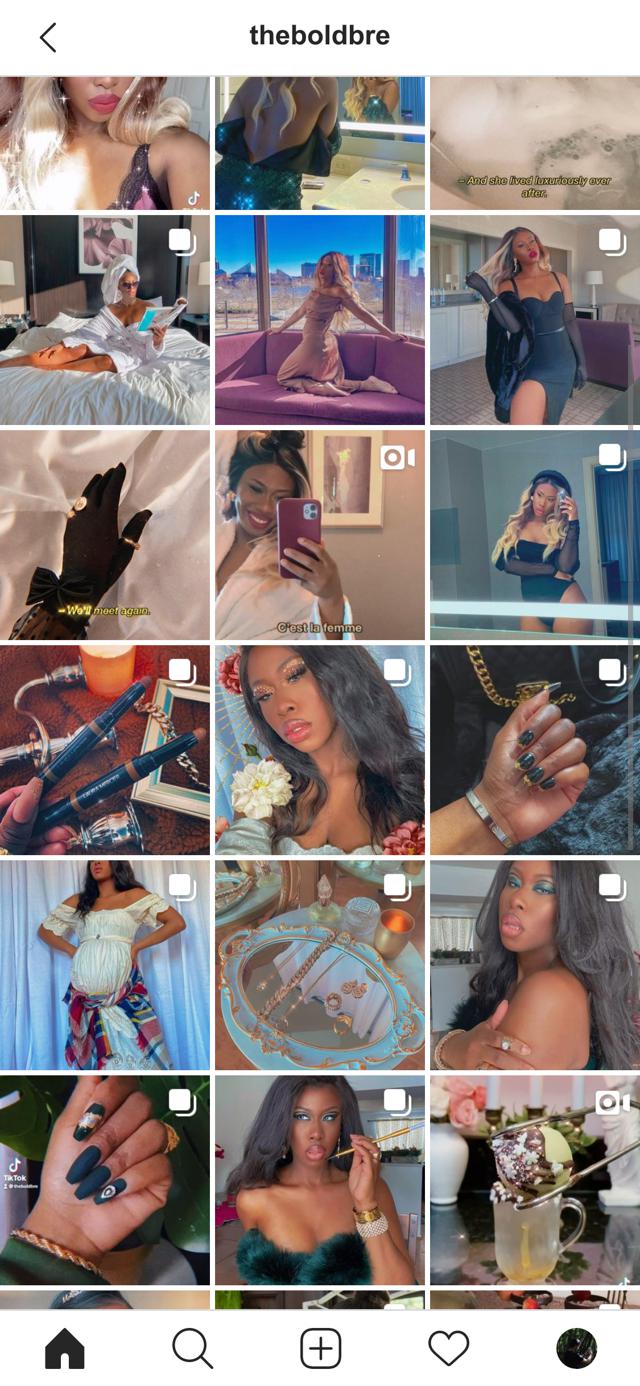 theboldbre
– And she lived luxuriously ever
after.
– We'll meet again.
C'est la femme
TikTok
@theboldbre